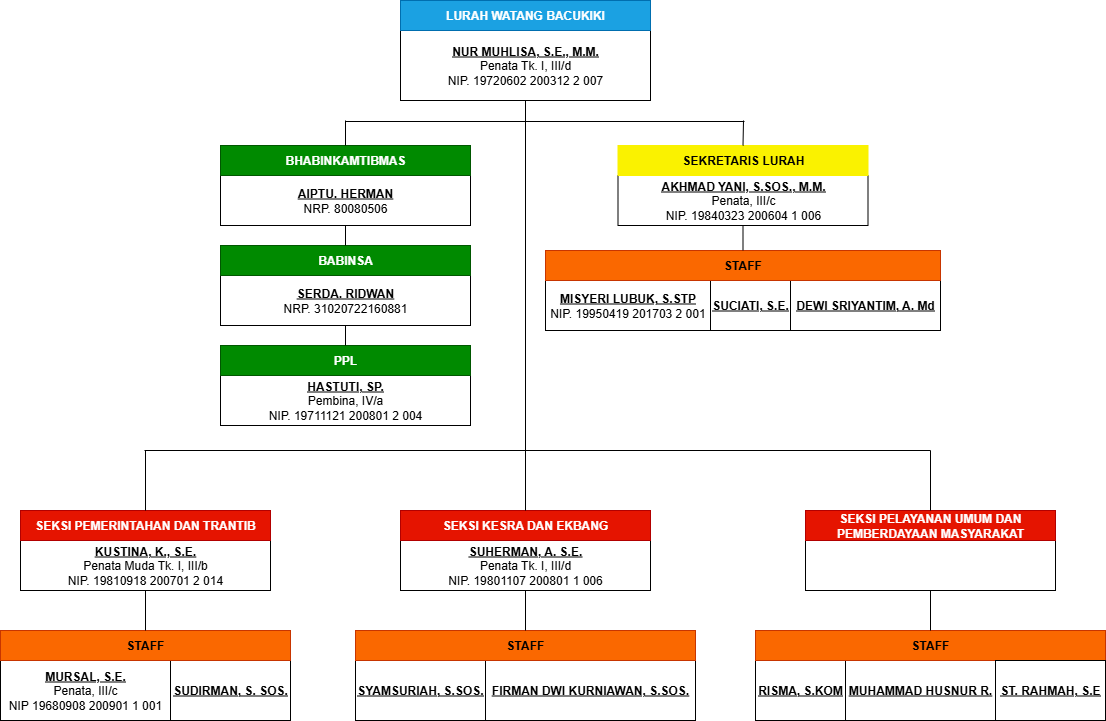 LURAH WATANG BACUKIKI
NUR MUHLISA, S.E., M.M.
Penata Tk. I, III/d
NIP. 19720602 200312 2 007
BHABINKAMTIBMAS
AIPTU. HERMAN
NRP. 80080506
BABINSA
SERDA. RIDWAN
NRP. 31020722160881
PPL
HASTUTI, SP.
Pembina, IV/a
NIP. 19711121 200801 2 004
SEKRETARIS LURAH
AKHMAD YANI, S.SOS., M.M.
Penata, III/c
NIP. 19840323 200604 1 006
STAFF
MISYERI LUBUK, S.STP
NIP. 19950419 201703 2 001
SUCIATI, S.E.
DEWI SRIYANTIM, A. Md
SEKSI PEMERINTAHAN DAN TRANTIB
KUSTINA, K., S.E.
Penata Muda Tk. I, III/b
NIP. 19810918 200701 2 014
STAFF
MURSAL, S.E.
Penata, III/c
NIP 19680908 200901 1 001
SUDIRMAN, S. SOS.
SEKSI KESRA DAN EKBANG
SUHERMAN, A. S.E.
Penata Tk. I, III/d
NIP. 19801107 200801 1 006
STAFF
SYAMSURIAH, S.SOS.
FIRMAN DWI KURNIAWAN, S.SOS.
SEKSI PELAYANAN UMUM DAN
PEMBERDAYAAN MASYARAKAT
STAFF
RISMA, S.KOM
MUHAMMAD HUSNUR R.
ST. RAHMAH, S.E